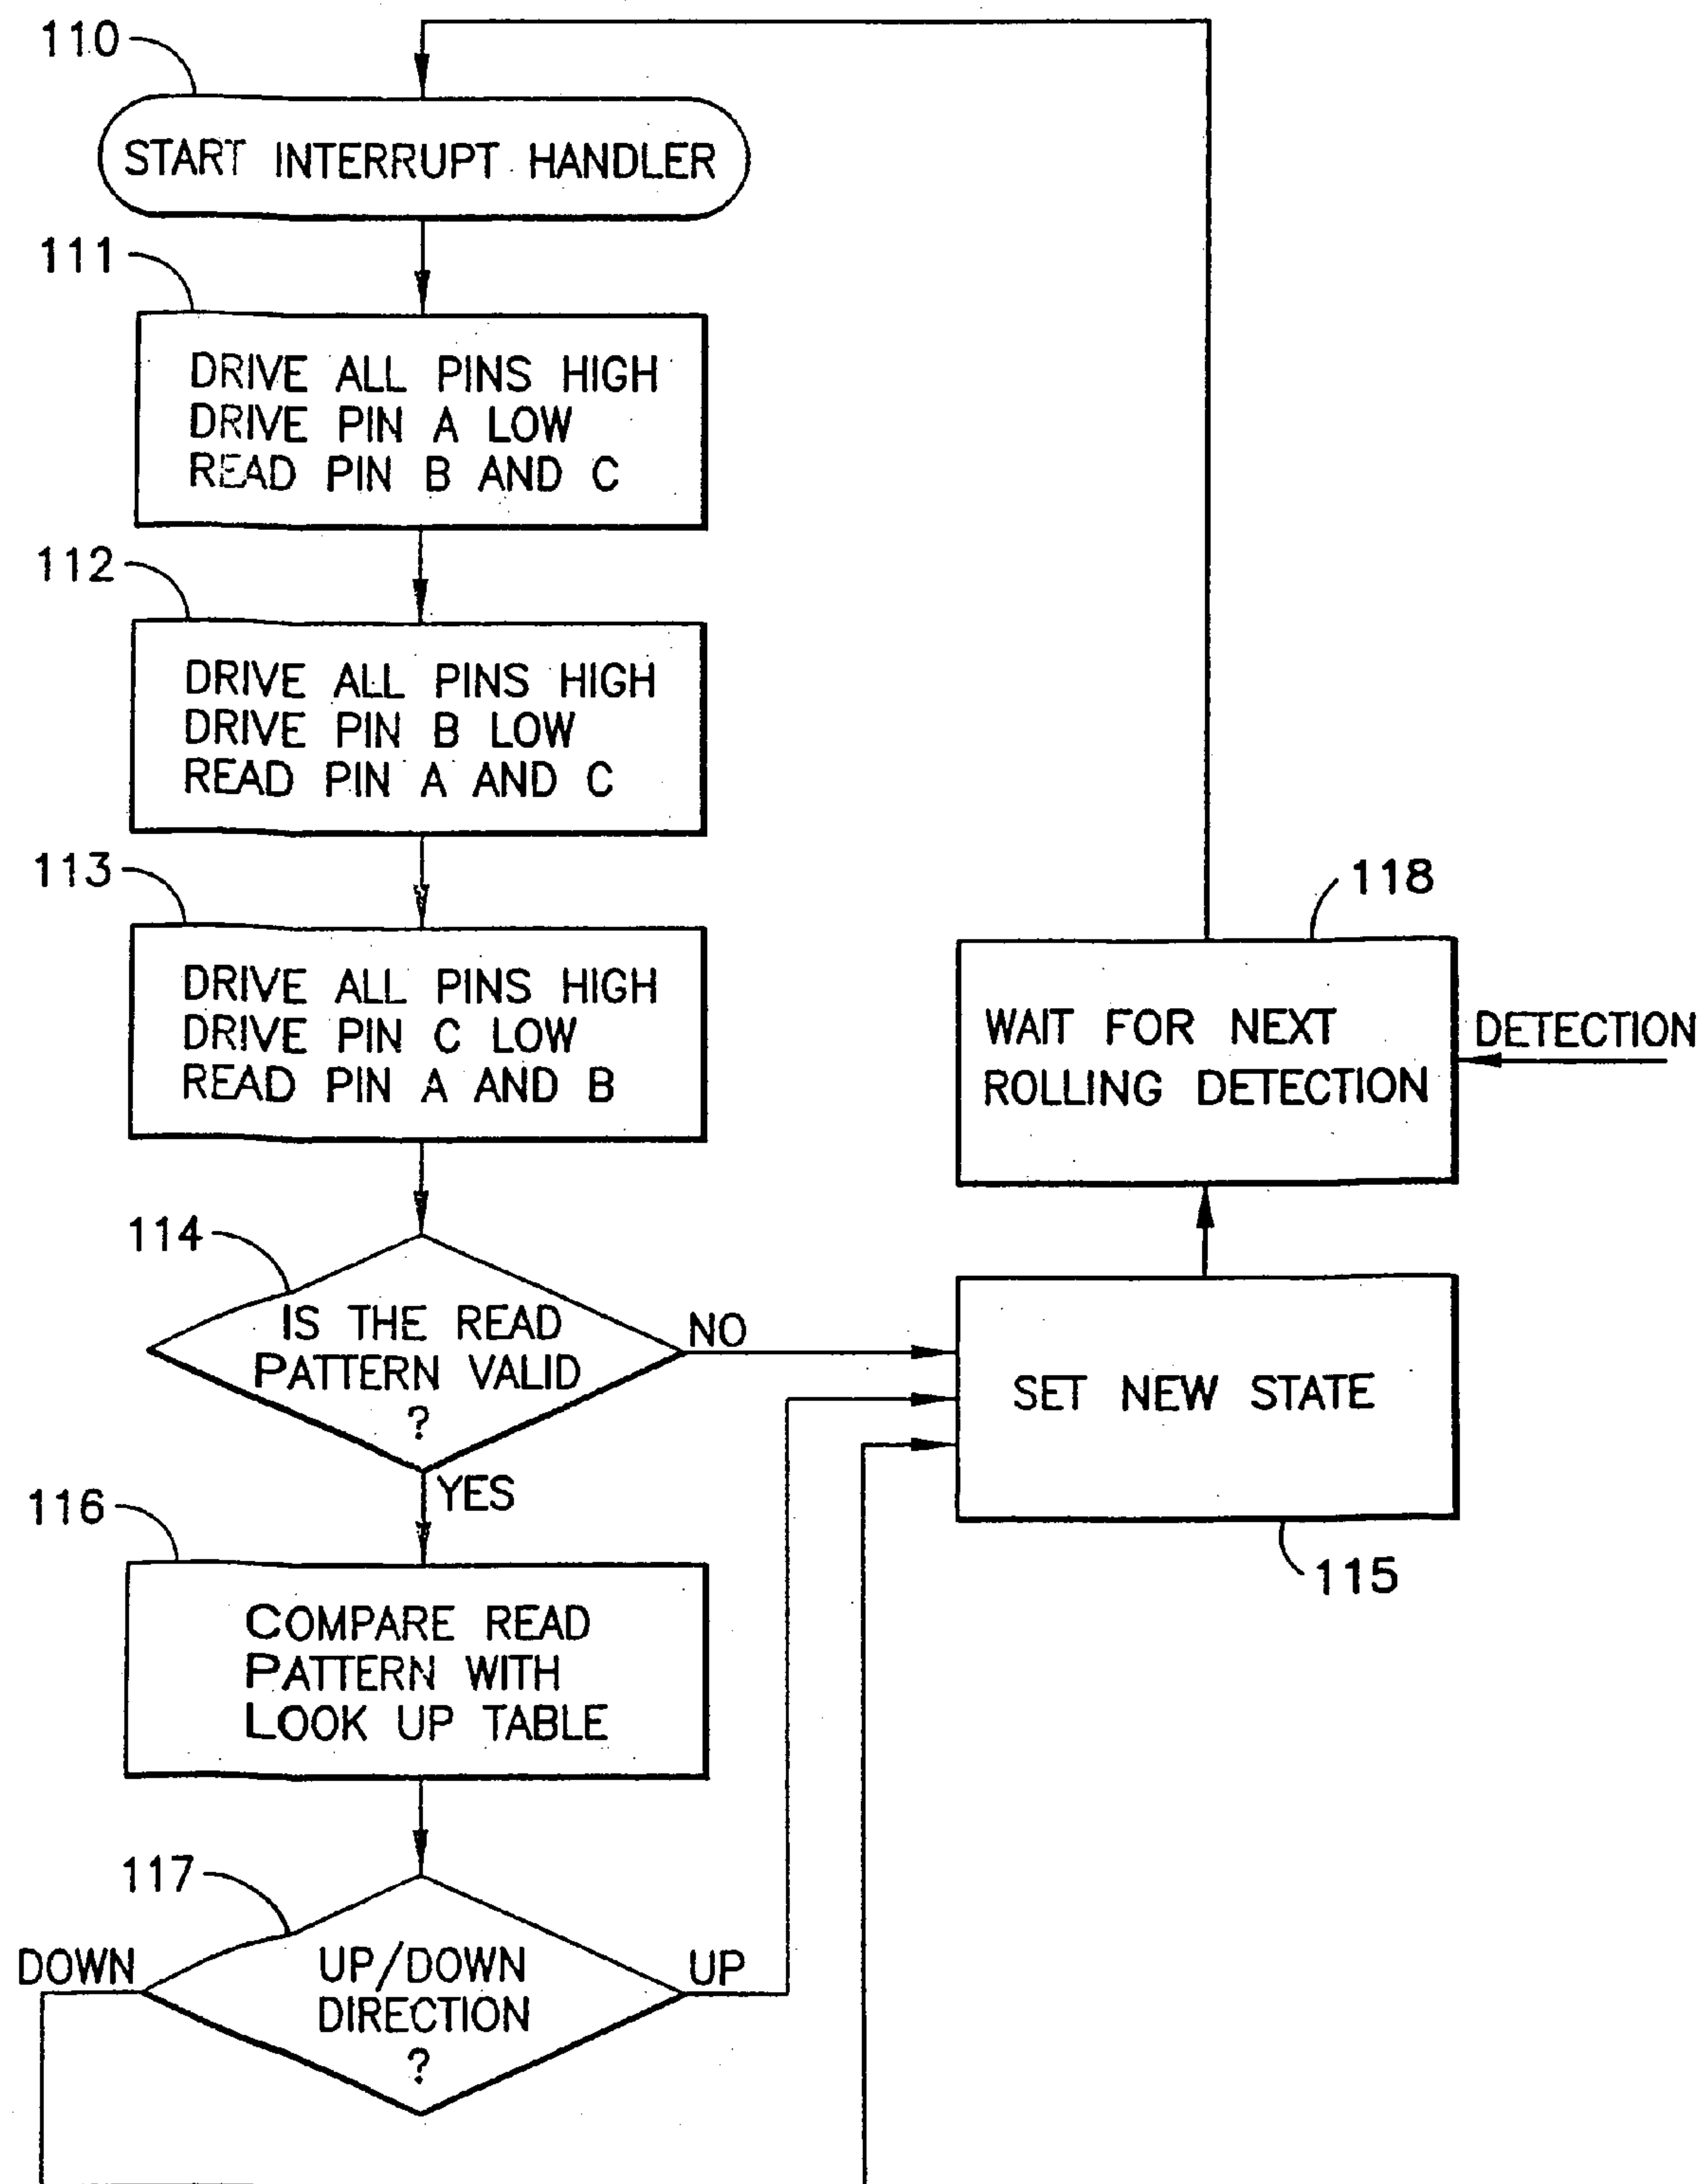 110
START INTERRUPT HANDLER
111
DRIVE ALL PINS HIGH
DRIVE PIN A LOW
READ PIN B AND C
112
DRIVE ALL PINS HIGH
DRIVE PIN B LOW
READ PIN A AND C
113
DRIVE ALL PINS HIGH
DRIVE PIN C LOW
READ PIN A AND B
118
WAIT FOR NEXT
ROLLING DETECTION
DETECTION
114
IS THE READ
PATTERN VALID
?
NO
YES
SET NEW STATE
115
116
COMPARE READ
PATTERN WITH
LOOK UP TABLE
117
UP/DOWN
DIRECTION
?
DOWN
UP